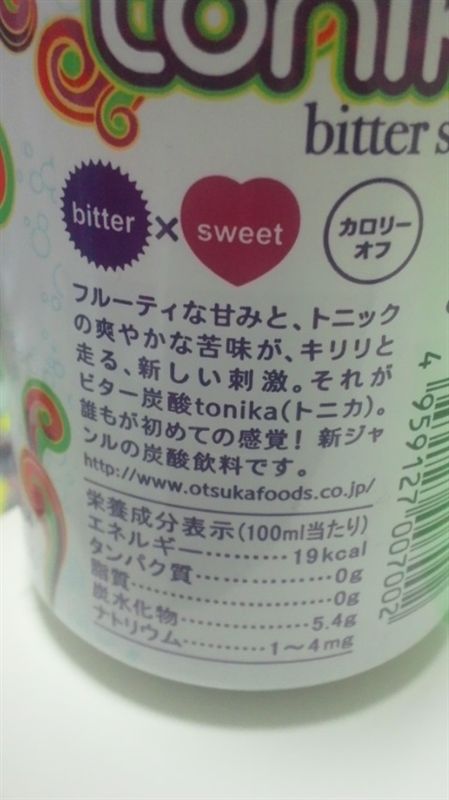 tonik
bitter s
bitter × sweet
カロリー
オフ
フルーティな甘みと、トニック
の爽やかな苦味が、キリリと
走る、新しい刺激。それが
ビター炭酸tonika(トニカ)。
誰もが初めての感覚! 新ジャ
ンルの炭酸飲料です。
http://www.otsukafoods.co.jp/
栄養成分表示(100ml当たり)
エネルギー..........19kcal
タンパク質................0g
脂質........................0g
炭水化物................5.4g
ナトリウム..........1〜4mg
4 959127 007002